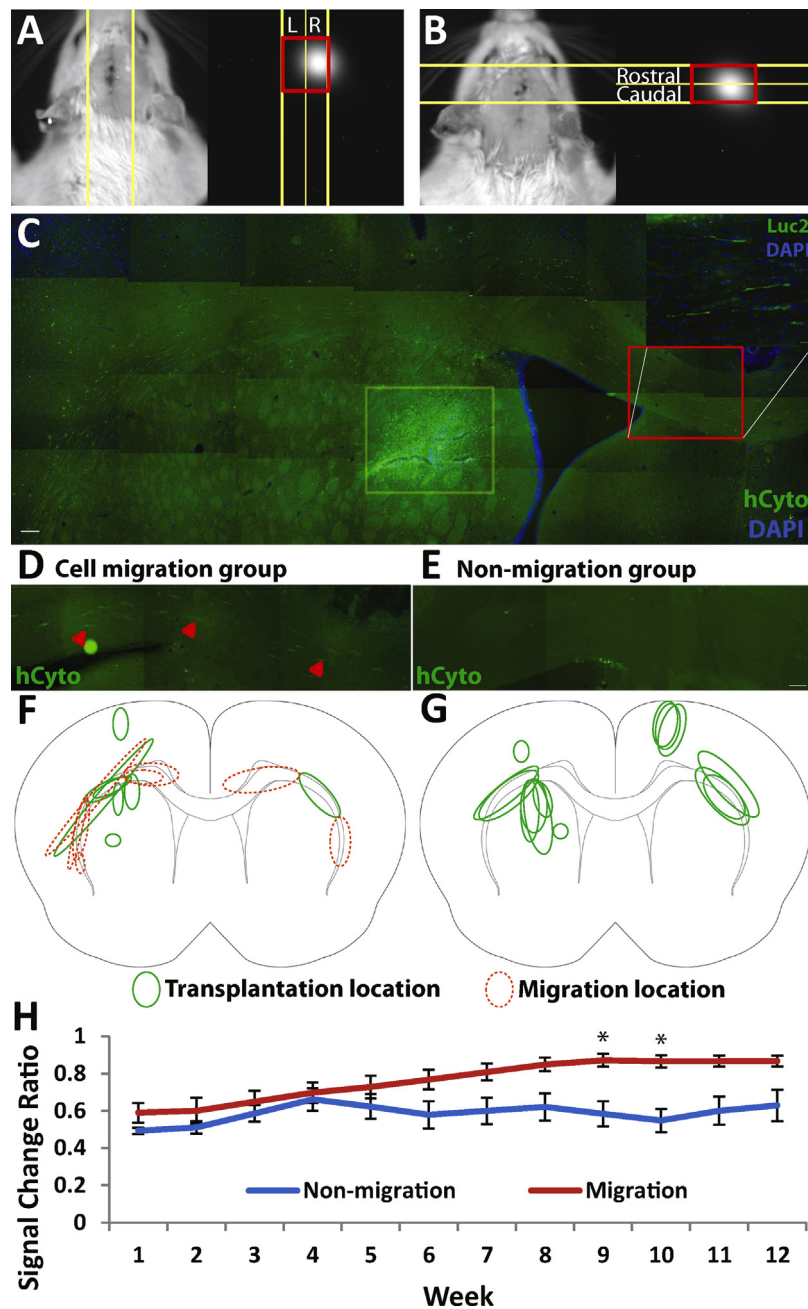 A
L R
B
Rostral
Caudal
C
Luc2
DAPI
hCyto
DAPI
D Cell migration group
E Non-migration group
hCyto
hCyto
F
G
Transplantation location
Migration location
H
Signal Change Ratio
1
0.8
0.6
0.4
0.2
0
* *
Non-migration
Migration
1 2 3 4 5 6 7 8 9 10 11 12
Week